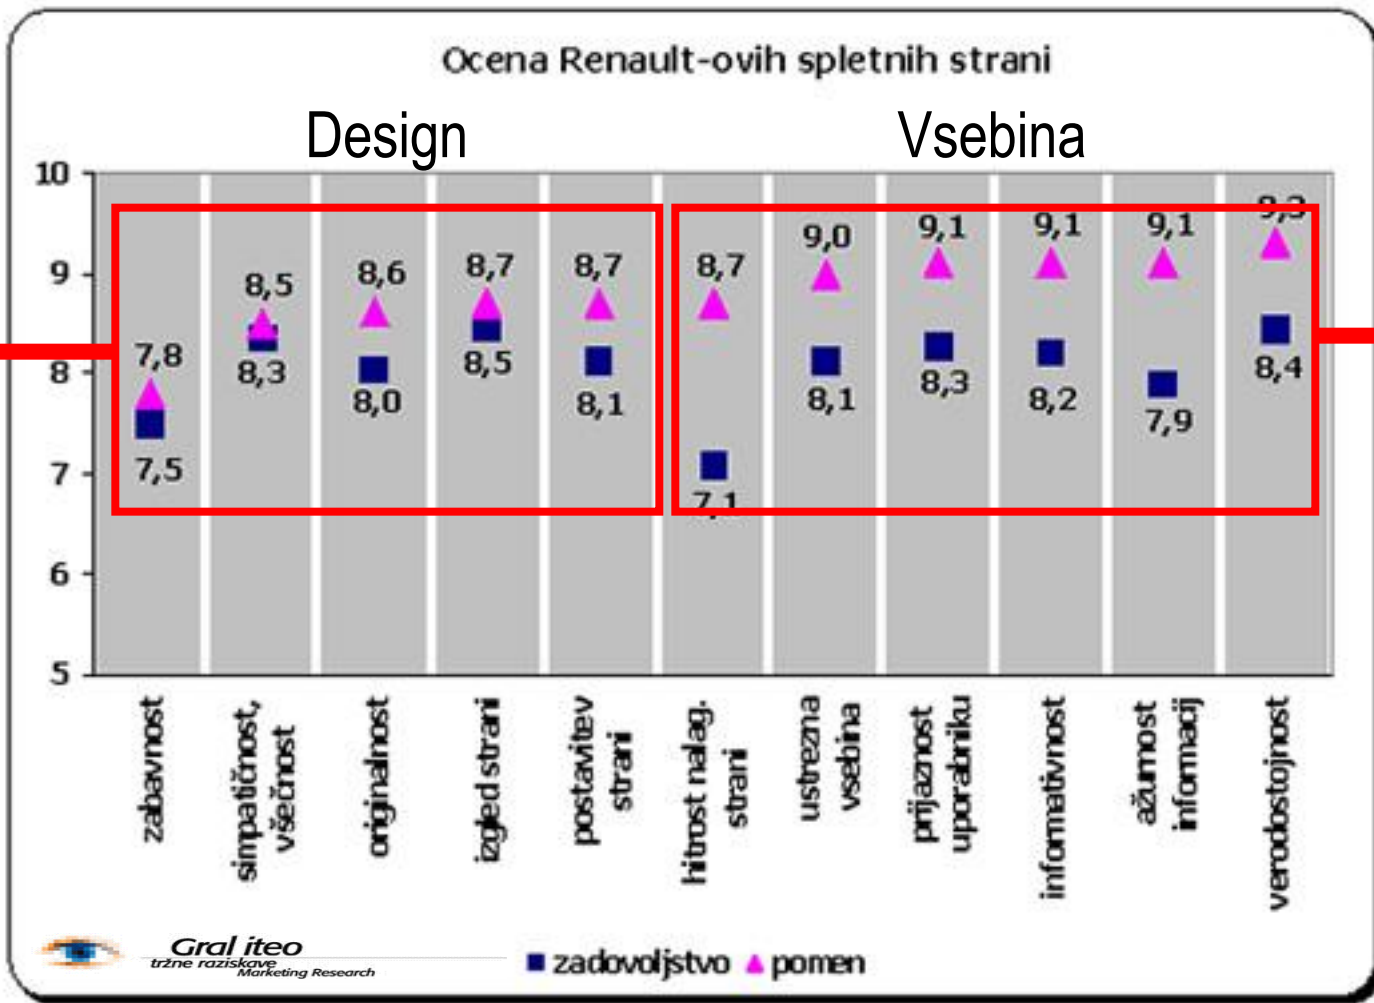 Ocena Renault-ovih spletnih strani
Design
Vsebina
10
9
8
7
6
5
7,8
8,5
8,6
8,7
8,7
8,7
9,0
9,1
9,1
9,1
9,3
7,5
8,3
8,0
8,5
8,1
7,1
8,1
8,3
8,2
7,9
8,4
zabavnost
simpatičnost,
všečnost
originalnost
izgled strani
postavitev
strani
hitrost nalag.
strani
ustrezna
vsebina
prijaznost
uporabniku
informativnost
ažurnost
informacij
verodostojnost
Gral iteo
tržne raziskave
Marketing Research
zadovoljstvo pomen